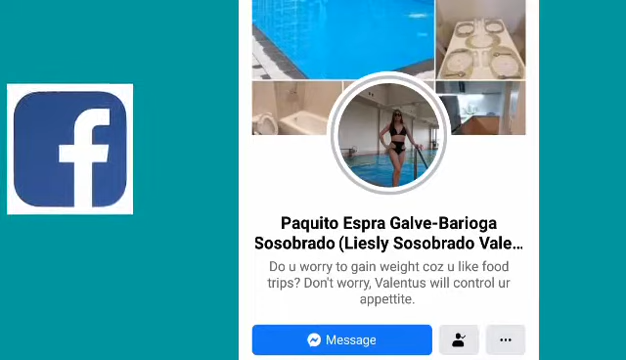 f
Paquito Espra Galve-Barioga
Sosobrado (Liesly Sosobrado Vale...
Do u worry to gain weight coz u like food
trips? Don't worry, Valentus will control ur
appettite.
Message